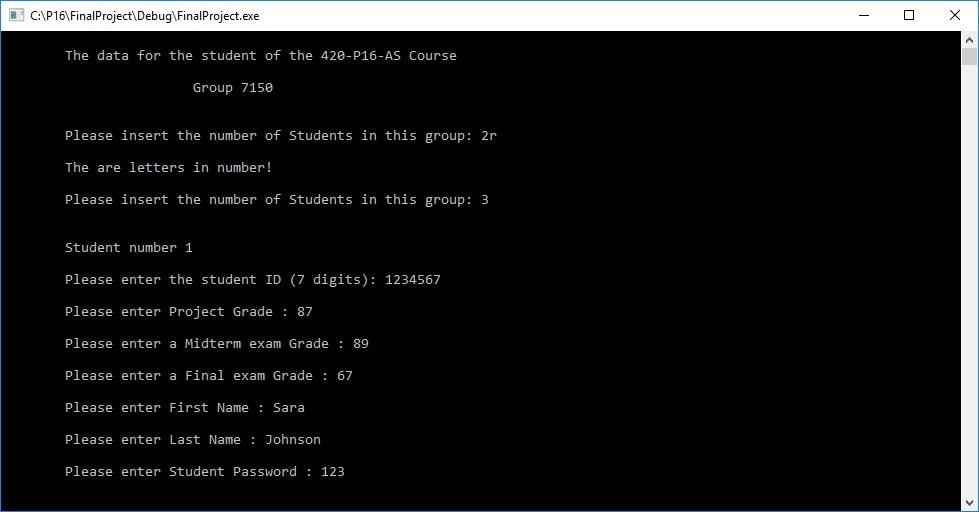 C:\P16\FinalProject\Debug\FinalProject.exe
The data for the student of the 420-P16-AS Course
Group 7150
Please insert the number of Students in this group: 2r
The are letters in number!
Please insert the number of Students in this group: 3
Student number 1
Please enter the student ID (7 digits): 1234567
Please enter Project Grade : 87
Please enter a Midterm exam Grade : 89
Please enter a Final exam Grade : 67
Please enter First Name : Sara
Please enter Last Name : Johnson
Please enter Student Password : 123